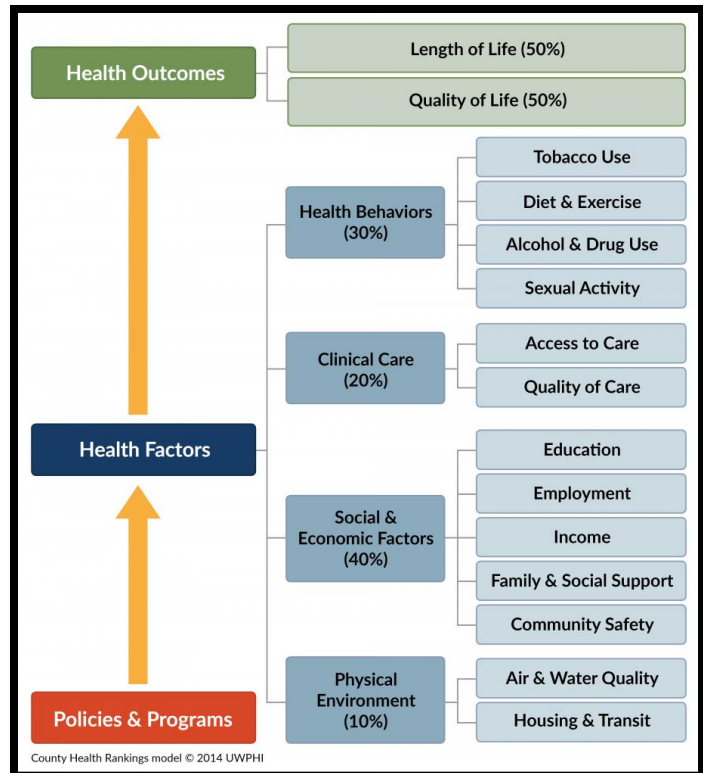 Health Outcomes
Length of Life (50%)
Quality of Life (50%)
Health Behaviors
(30%)
Tobacco Use
Diet & Exercise
Alcohol & Drug Use
Sexual Activity
Clinical Care
(20%)
Access to Care
Quality of Care
Health Factors
Social &
Economic Factors
(40%)
Education
Employment
Income
Family & Social Support
Community Safety
Physical
Environment
(10%)
Air & Water Quality
Housing & Transit
Policies & Programs
County Health Rankings model © 2014 UWPHI